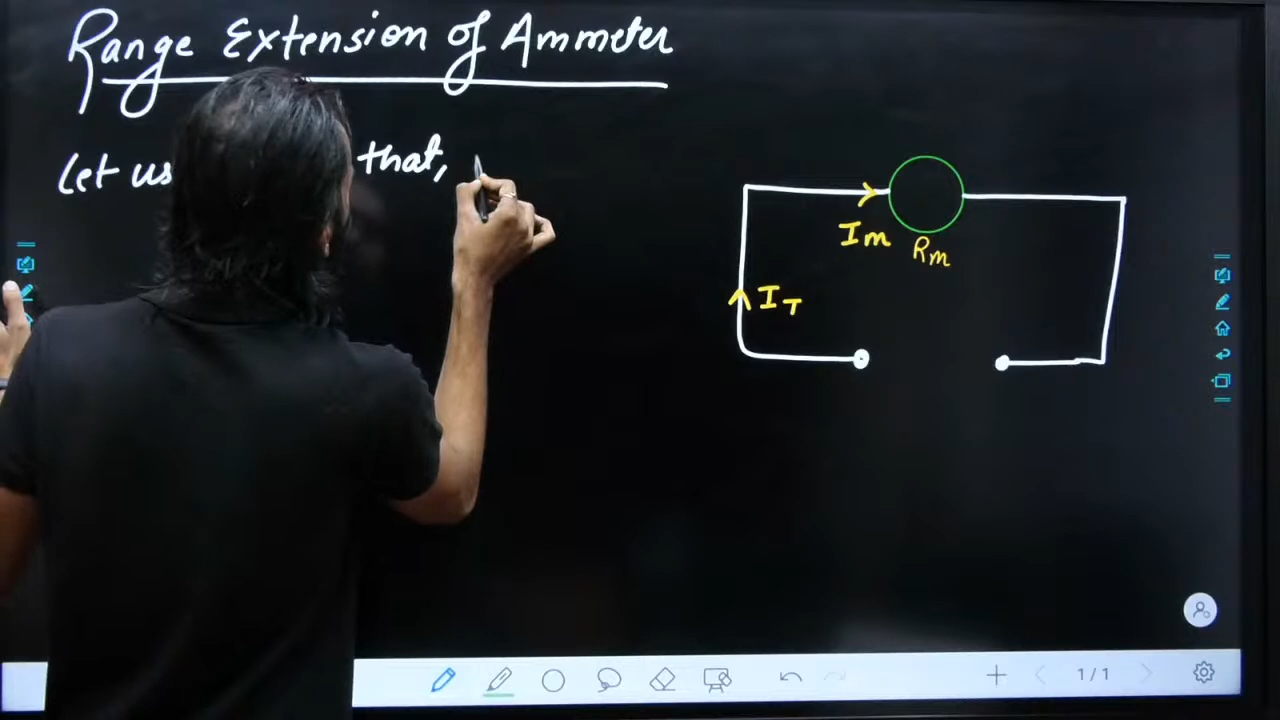 Range Extension of Ammeter
Let us that,
Im
Rm
IT
1/1